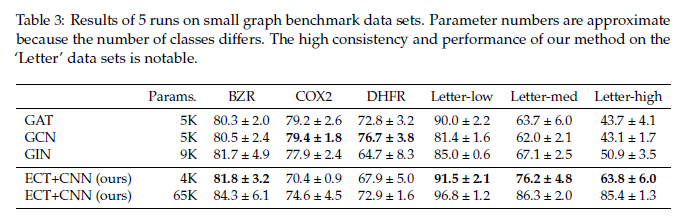 Table 3: Results of 5 runs on small graph benchmark data sets. Parameter numbers are approximate
because the number of classes differs. The high consistency and performance of our method on the
‘Letter’ data sets is notable.
Params. BZR COX2 DHFR Letter-low Letter-med Letter-high
GAT 5K 80.3 ± 2.0 79.2 ± 2.6 72.8 ± 3.2 90.0 ± 2.2 63.7 ± 6.0 43.7 ± 4.1
GCN 5K 80.5 ± 2.4 79.4 ± 1.8 76.7 ± 3.8 81.4 ± 1.6 62.0 ± 2.1 43.1 ± 1.7
GIN 9K 81.7 ± 4.9 77.9 ± 2.4 64.7 ± 8.3 85.0 ± 0.6 67.1 ± 2.5 50.9 ± 3.5
ECT+CNN (ours) 4K 81.8 ± 3.2 70.4 ± 0.9 67.9 ± 5.0 91.5 ± 2.1 76.2 ± 4.8 63.8 ± 6.0
ECT+CNN (ours) 65K 84.3 ± 6.1 74.6 ± 4.5 72.9 ± 1.6 96.8 ± 1.2 86.3 ± 2.0 85.4 ± 1.3